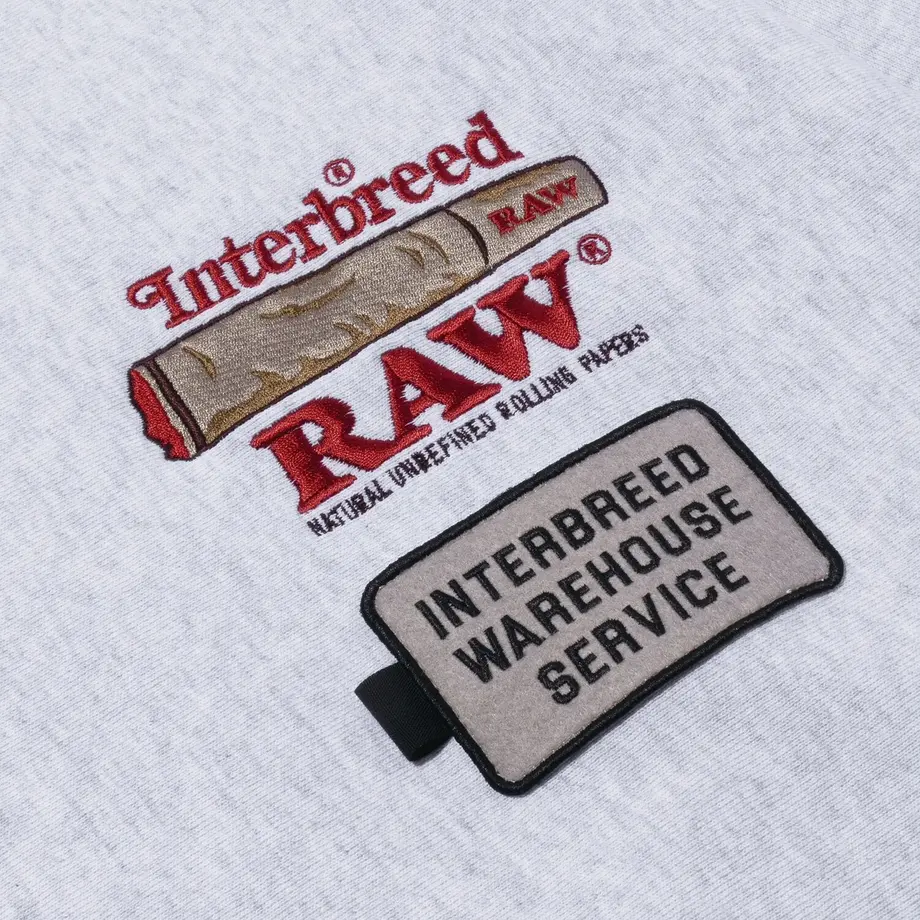 Interbreed®
RAW
RAW®
NATURAL UNREFINED ROLLING PAPERS
INTERBREED
WAREHOUSE
SERVICE